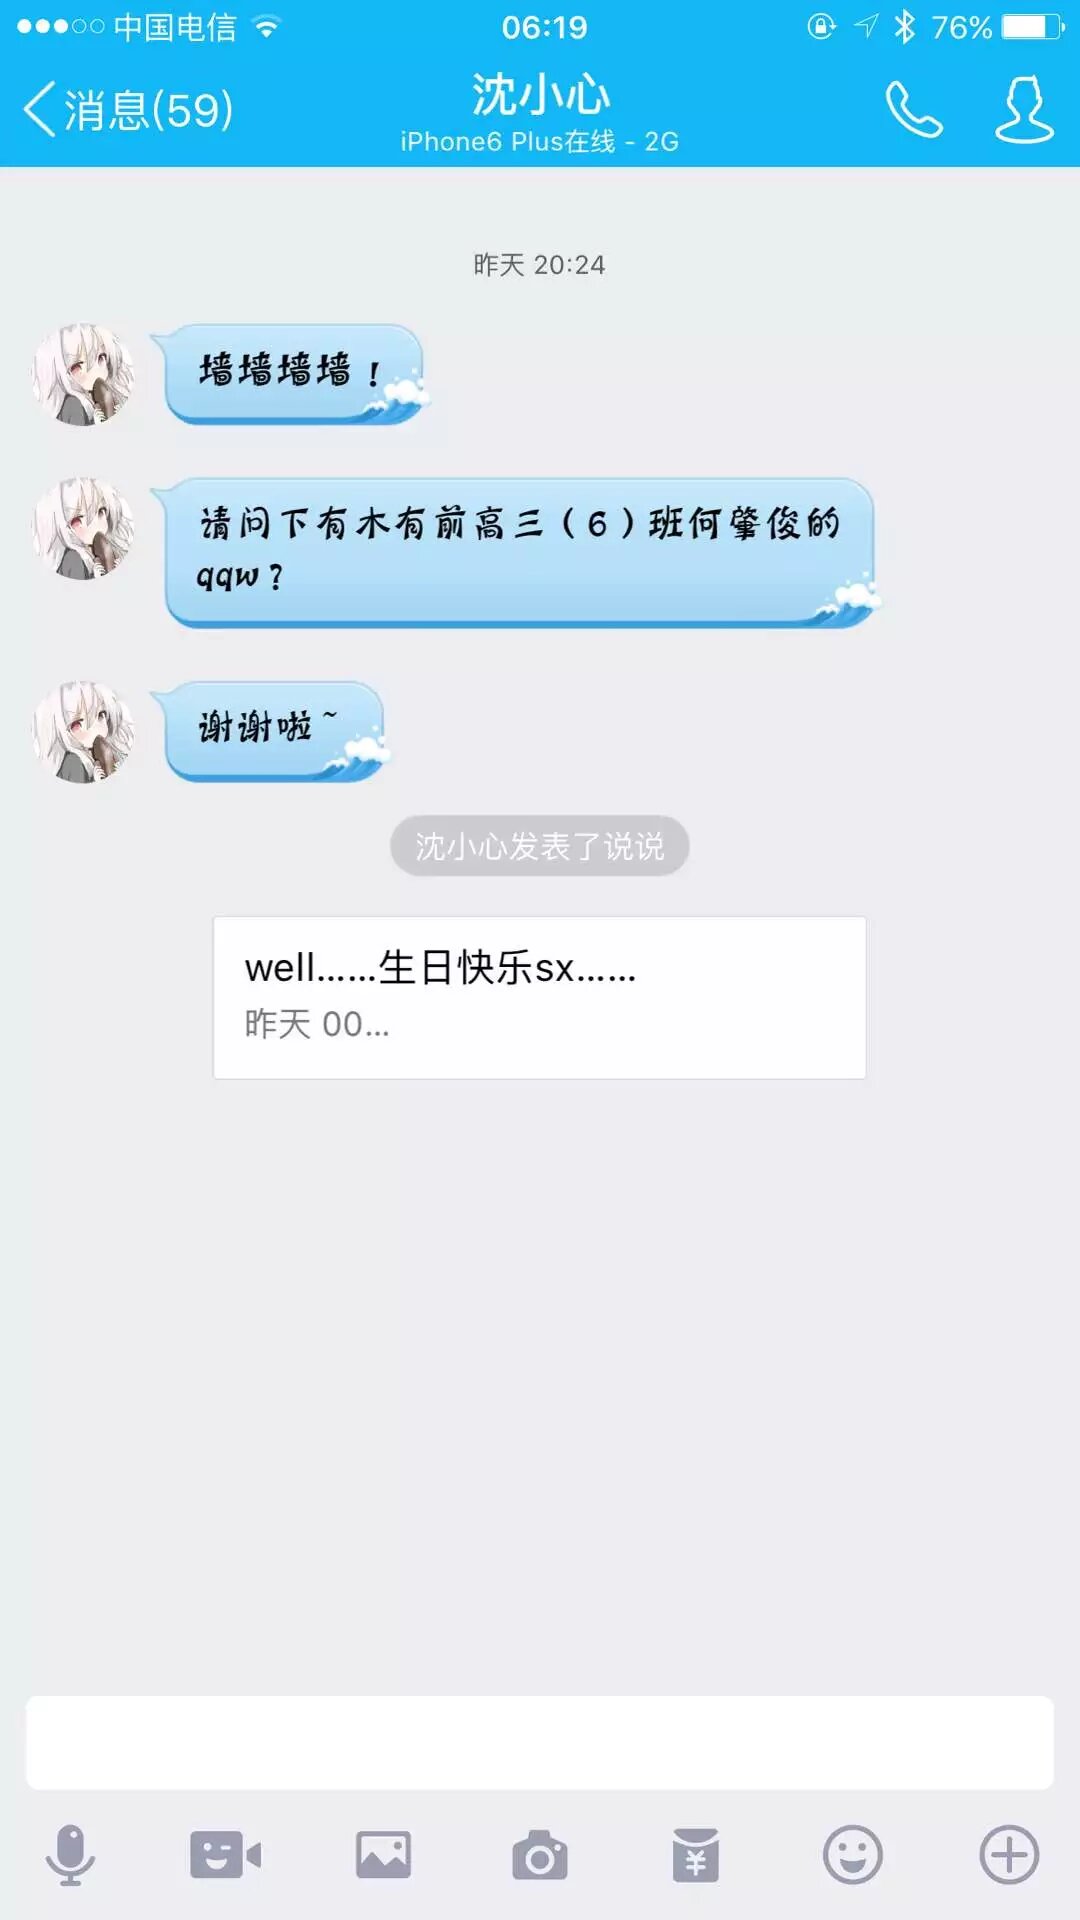 中国电信 06:19 76%
消息(59) 沈小心
iPhone6 Plus在线 - 2G
昨天 20:24
墙墙墙墙！
请问下有木有前高三（6）班何肇俊的
qqw？
谢谢啦~
沈小心发表了说说
well……生日快乐sx……
昨天 00...